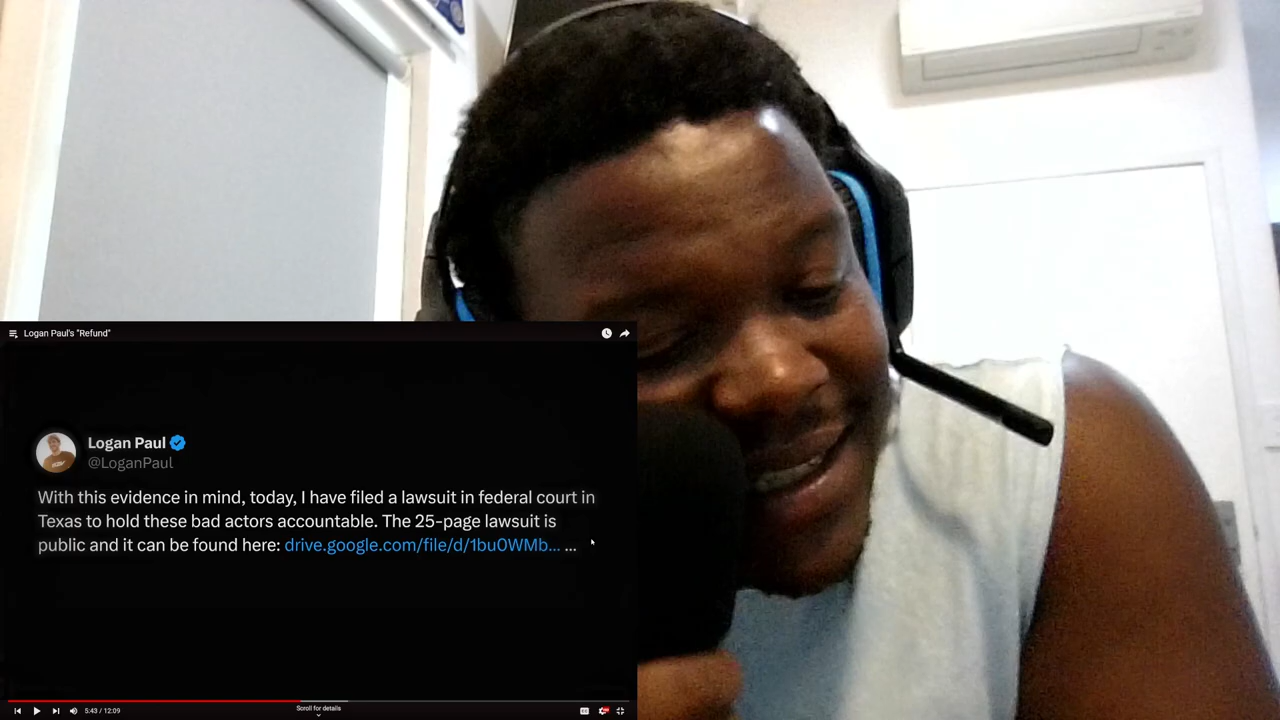 Logan Paul's "Refund"
Logan Paul
@LoganPaul
With this evidence in mind, today, I have filed a lawsuit in federal court in
Texas to hold these bad actors accountable. The 25-page lawsuit is
public and it can be found here: drive.google.com/file/d/1bu0WMb... ...
5:43 / 12:09
Scroll for details